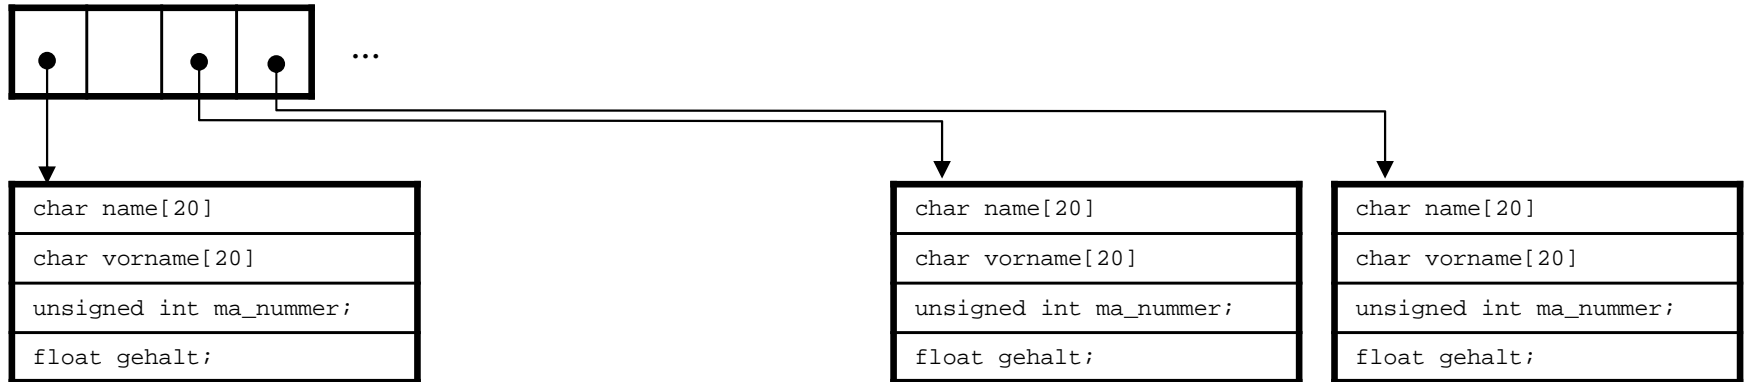 ...
char name[20]
char vorname[20]
unsigned int ma_nummer;
float gehalt;
char name[20]
char vorname[20]
unsigned int ma_nummer;
float gehalt;
char name[20]
char vorname[20]
unsigned int ma_nummer;
float gehalt;